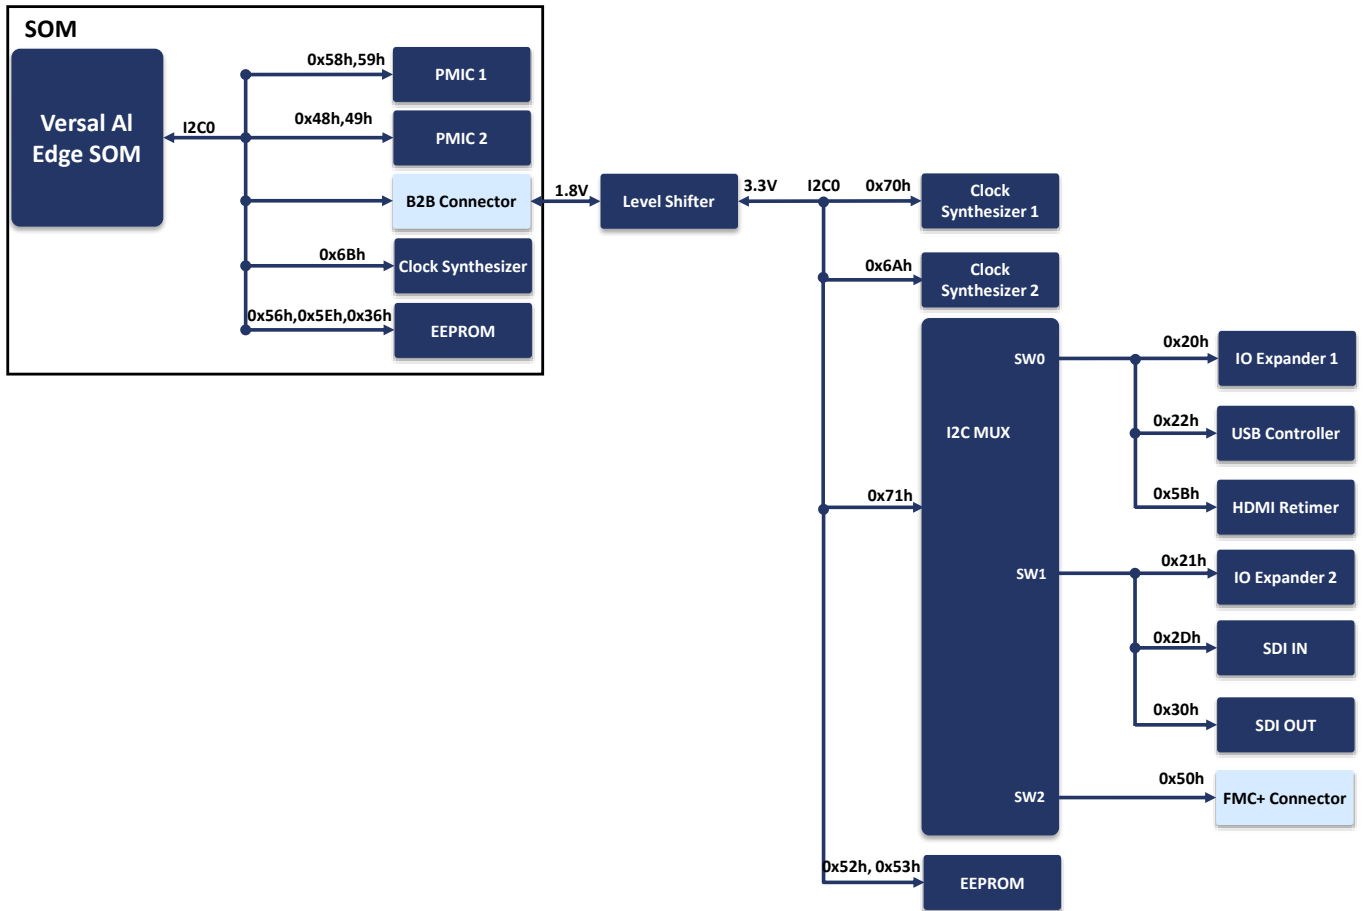 SOM
Versal AI
Edge SOM
I2C0
0x58h,59h
PMIC 1
0x48h,49h
PMIC 2
B2B Connector
0x6Bh
Clock Synthesizer
0x56h,0x5Eh,0x36h
EEPROM
1.8V
Level Shifter
3.3V
I2C0
0x70h
Clock
Synthesizer 1
0x6Ah
Clock
Synthesizer 2
0x71h
I2C MUX
SW0
0x20h
IO Expander 1
0x22h
USB Controller
0x5Bh
HDMI Retimer
SW1
0x21h
IO Expander 2
0x2Dh
SDI IN
0x30h
SDI OUT
SW2
0x50h
FMC+ Connector
0x52h, 0x53h
EEPROM